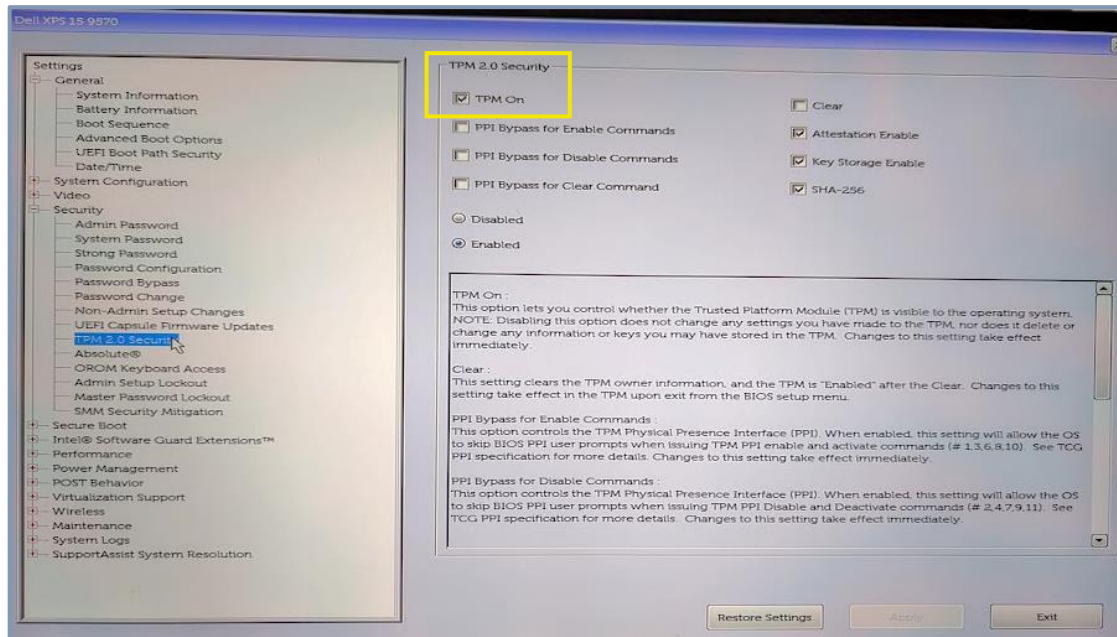 Dell XPS 15 9570
Settings
General
System Information
Battery Information
Boot Sequence
Advanced Boot Options
UEFI Boot Path Security
Date/Time
System Configuration
Video
Security
Admin Password
System Password
Strong Password
Password Configuration
Password Bypass
Password Change
Non-Admin Setup Changes
UEFI Capsule Firmware Updates
TPM 2.0 Security
Absolute®
OROM Keyboard Access
Admin Setup Lockout
Master Password Lockout
SMM Security Mitigation
Secure Boot
Intel® Software Guard Extensions™
Performance
Power Management
POST Behavior
Virtualization Support
Wireless
Maintenance
System Logs
SupportAssist System Resolution
TPM 2.0 Security
TPM On
PPI Bypass for Enable Commands
PPI Bypass for Disable Commands
PPI Bypass for Clear Command
Clear
Attestation Enable
Key Storage Enable
SHA-256
Disabled
Enabled
TPM On :
This option lets you control whether the Trusted Platform Module (TPM) is visible to the operating system.
NOTE: Disabling this option does not change any settings you have made to the TPM, nor does it delete or
change any information or keys you may have stored in the TPM. Changes to this setting take effect
immediately.
Clear :
This setting clears the TPM owner information, and the TPM is "Enabled" after the Clear. Changes to this
setting take effect in the TPM upon exit from the BIOS setup menu.
PPI Bypass for Enable Commands :
This option controls the TPM Physical Presence Interface (PPI). When enabled, this setting will allow the OS
to skip BIOS PPI user prompts when issuing TPM PPI enable and activate commands (# 1,3,6,8,10). See TCG
PPI specification for more details. Changes to this setting take effect immediately.
PPI Bypass for Disable Commands :
This option controls the TPM Physical Presence Interface (PPI). When enabled, this setting will allow the OS
to skip BIOS PPI user prompts when issuing TPM PPI Disable and Deactivate commands (# 2,4,7,9,11). See
TCG PPI specification for more details. Changes to this setting take effect immediately.
Restore Settings
Apply
Exit